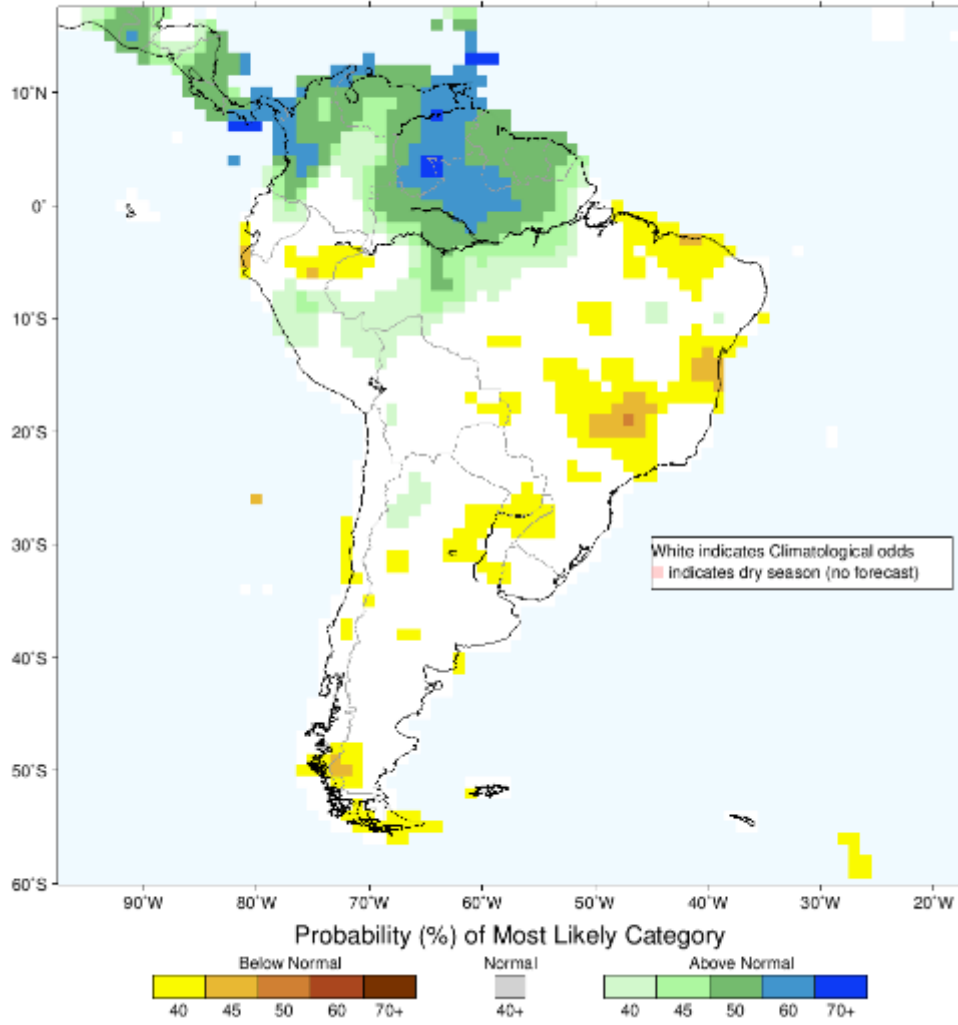 10˚N
0˚
10˚S
20˚S
30˚S
40˚S
50˚S
60˚S
White indicates Climatological odds
indicates dry season (no forecast)
90˚W 80˚W 70˚W 60˚W 50˚W 40˚W 30˚W 20˚W
Probability (%) of Most Likely Category
Below Normal Normal Above Normal
40 45 50 60 70+ 40+ 40 45 50 60 70+